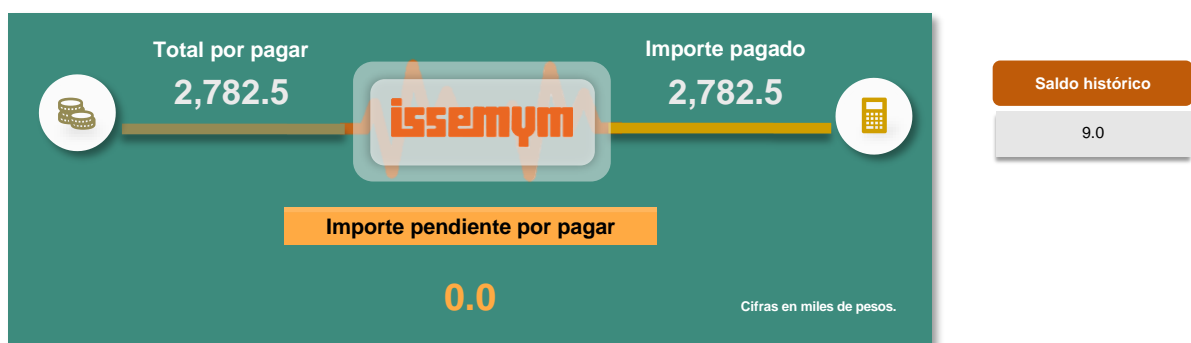 Total por pagar
2,782.5
issemym
Importe pagado
2,782.5
Saldo histórico
9.0
Importe pendiente por pagar
0.0
Cifras en miles de pesos.